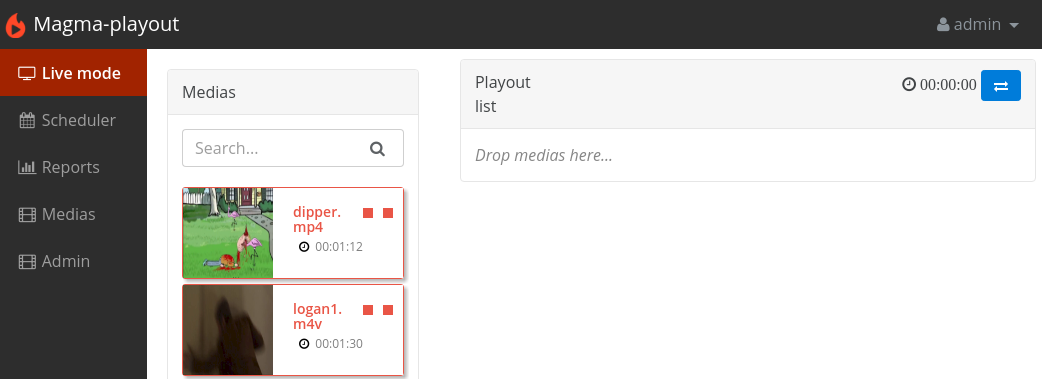 Magma-playout
admin
Live mode
Scheduler
Reports
Medias
Admin
Medias
Search...
dipper.
mp4
00:01:12
logan1.
m4v
00:01:30
Playout
list
00:00:00
Drop medias here...